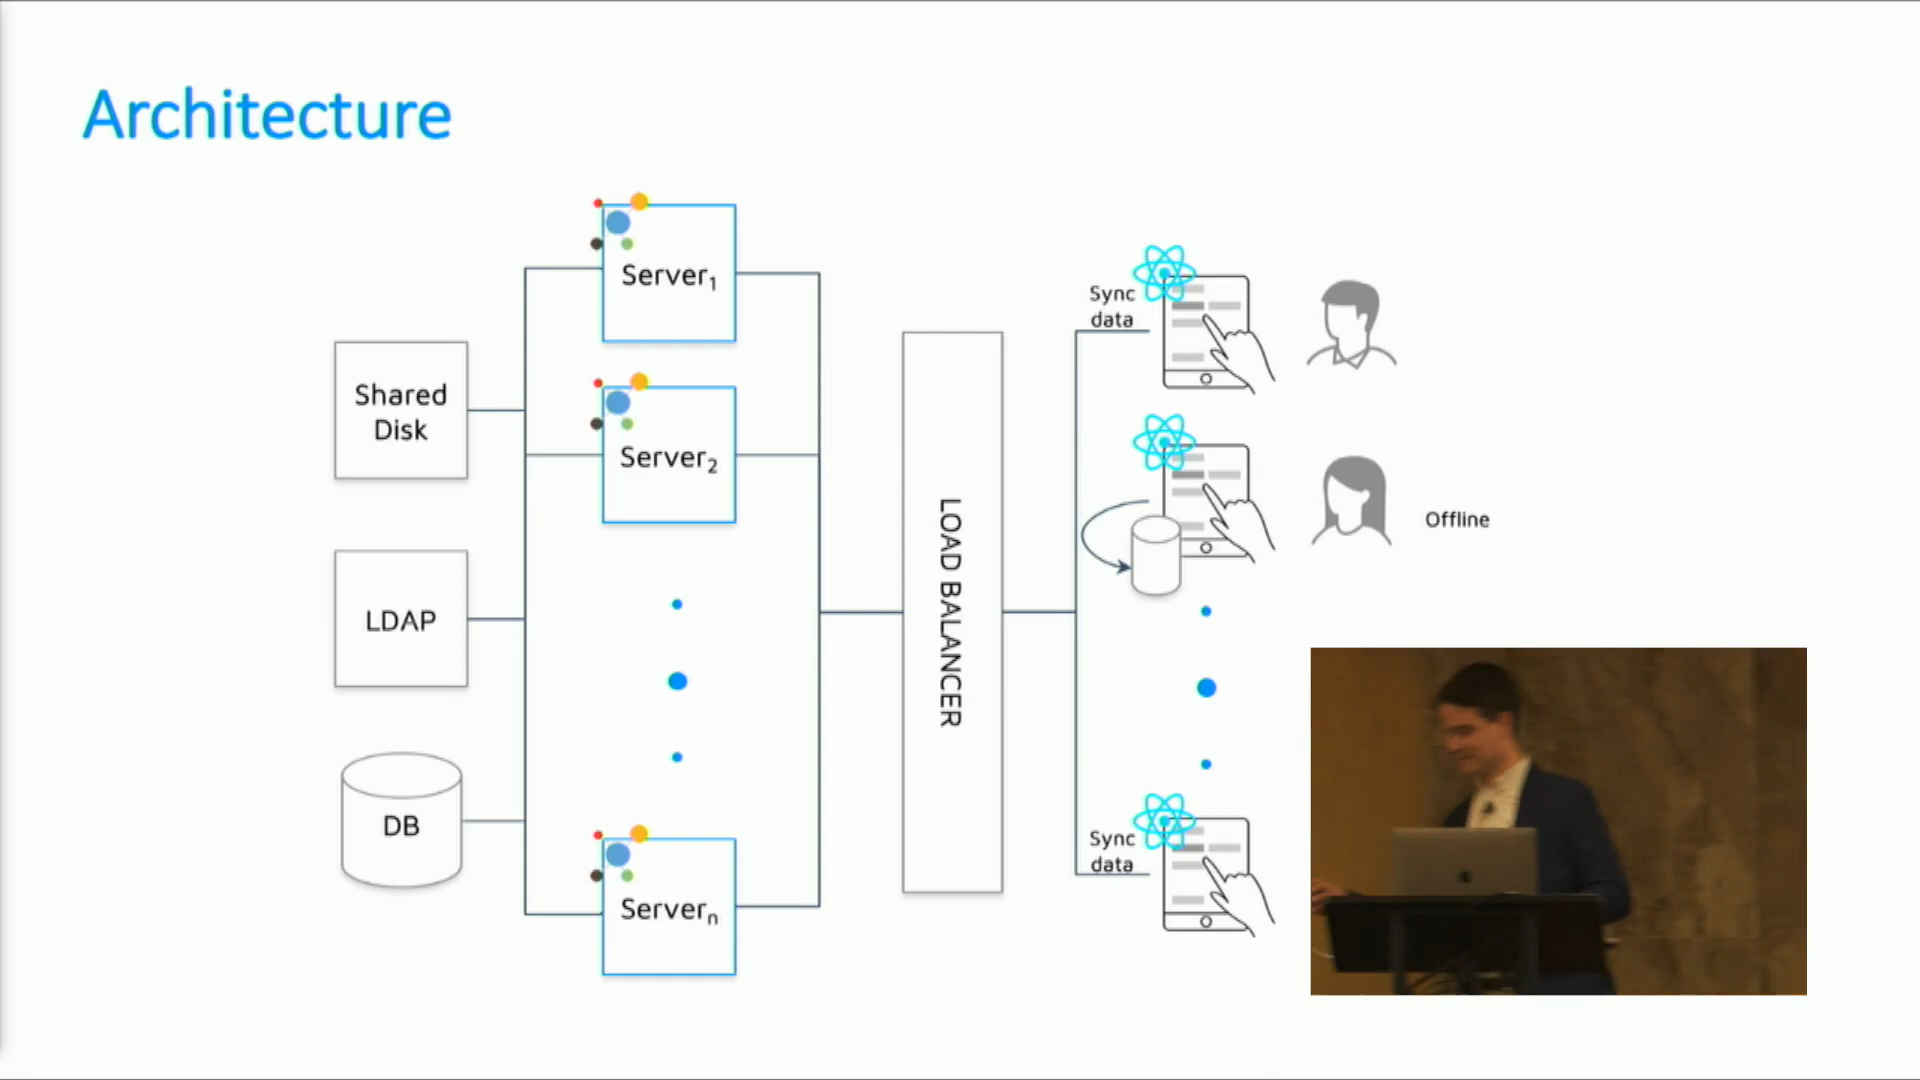 Architecture
Server1
Sync
data
Shared
Disk
Server2
Offline
LOAD BALANCER
LDAP
DB
Sync
data
Servern